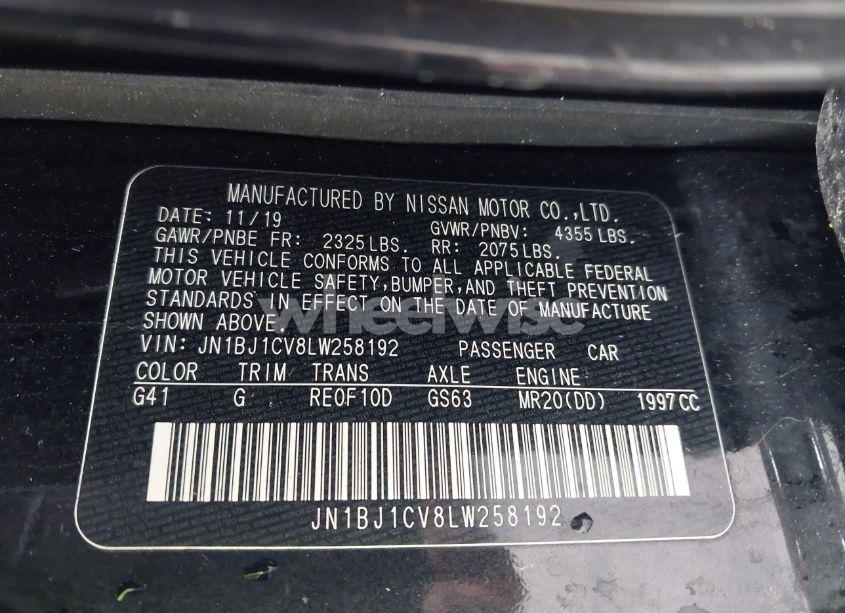 MANUFACTURED BY NISSAN MOTOR CO.,LTD.
DATE: 11/19 GVWR/PNBV: 4355 LBS.
GAWR/PNBE FR: 2325 LBS. RR: 2075 LBS.
THIS VEHICLE CONFORMS TO ALL APPLICABLE FEDERAL
MOTOR VEHICLE SAFETY, BUMPER, AND THEFT PREVENTION
STANDARDS IN EFFECT ON THE DATE OF MANUFACTURE
SHOWN ABOVE.
wheelwise
VIN: JN1BJ1CV8LW258192 PASSENGER CAR
COLOR TRIM TRANS AXLE ENGINE
G41 G RE0F10D GS63 MR20(DD) 1997CC
JN1BJ1CV8LW258192